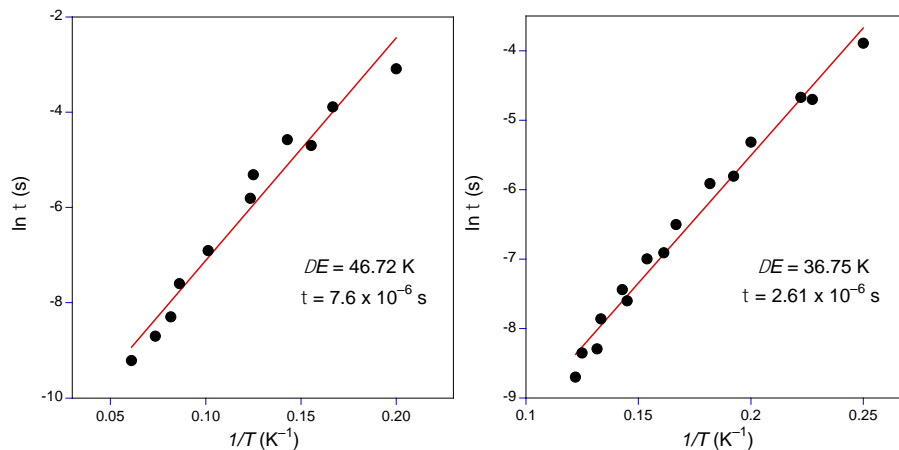 -2
-4
-6
-8
-10
0.05 0.10 0.15 0.20
1/T (K⁻¹)
ln t (s)
DE = 46.72 K
t = 7.6 x 10⁻⁶ s
-4
-5
-6
-7
-8
-9
0.1 0.15 0.2 0.25
1/T (K⁻¹)
ln t (s)
DE = 36.75 K
t = 2.61 x 10⁻⁶ s